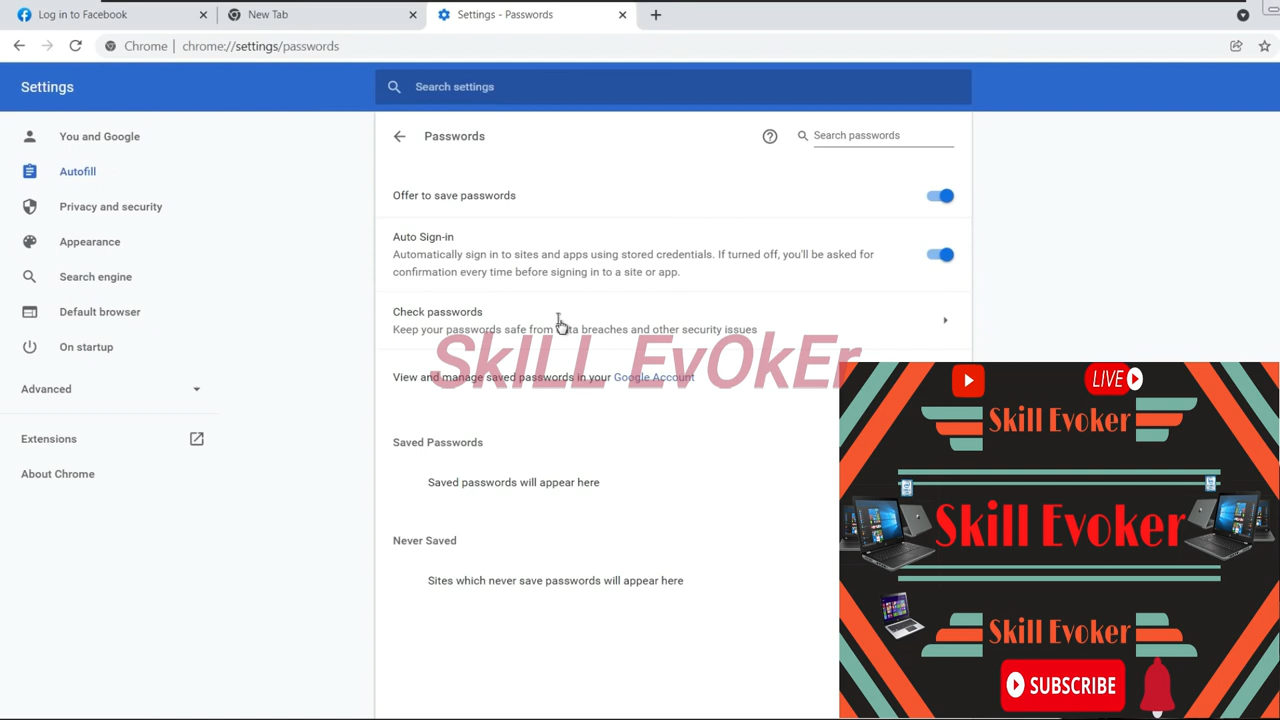 Log in to Facebook
New Tab
Settings - Passwords
Chrome
chrome://settings/passwords
Settings
Search settings
You and Google
Autofill
Privacy and security
Appearance
Search engine
Default browser
On startup
Advanced
Extensions
About Chrome
Passwords
Search passwords
Offer to save passwords
Auto Sign-in
Automatically sign in to sites and apps using stored credentials. If turned off, you'll be asked for
confirmation every time before signing in to a site or app.
Check passwords
Keep your passwords safe from data breaches and other security issues
SkILL EvOkEr
View and manage saved passwords in your Google Account
Saved Passwords
Saved passwords will appear here
Never Saved
Sites which never save passwords will appear here
LIVE
Skill Evoker
Skill Evoker
Skill Evoker
SUBSCRIBE